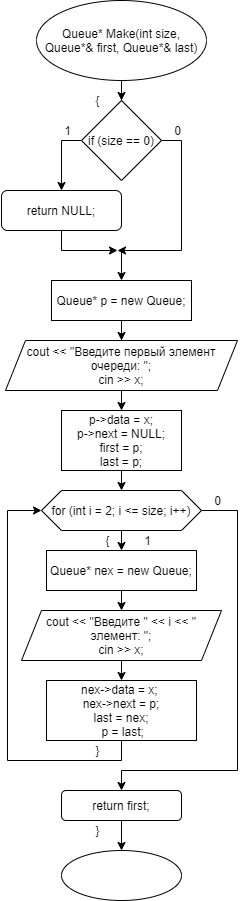 Queue* Make(int size,
Queue*& first, Queue*& last)
{
1
0
if (size == 0)
return NULL;
Queue* p = new Queue;
cout << "Введите первый элемент
очереди: ";
cin >> x;
p->data = x;
p->next = NULL;
first = p;
last = p;
for (int i = 2; i <= size; i++)
0
{ 1
Queue* nex = new Queue;
cout << "Введите " << i << "
элемент: ";
cin >> x;
nex->data = x;
nex->next = p;
last = nex;
p = last;
}
return first;
}